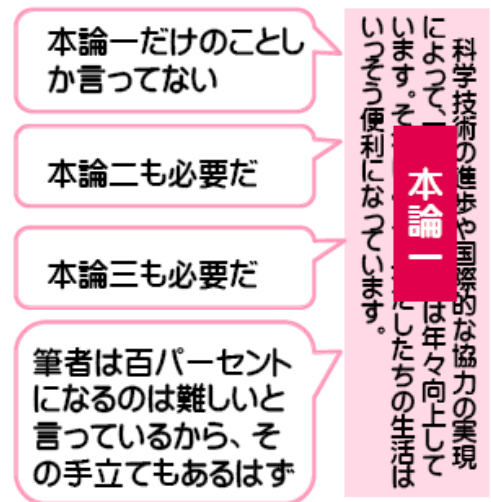 科学技術の進歩や国際的な協力の実現
によって、
は年々向上して
います。そ
したちの生活は
いっそう便利になっています。
本論一
本論一だけのことし
か言ってない
本論二も必要だ
本論三も必要だ
筆者は百パーセント
になるのは難しいと
言っているから、そ
の手立てもあるはず